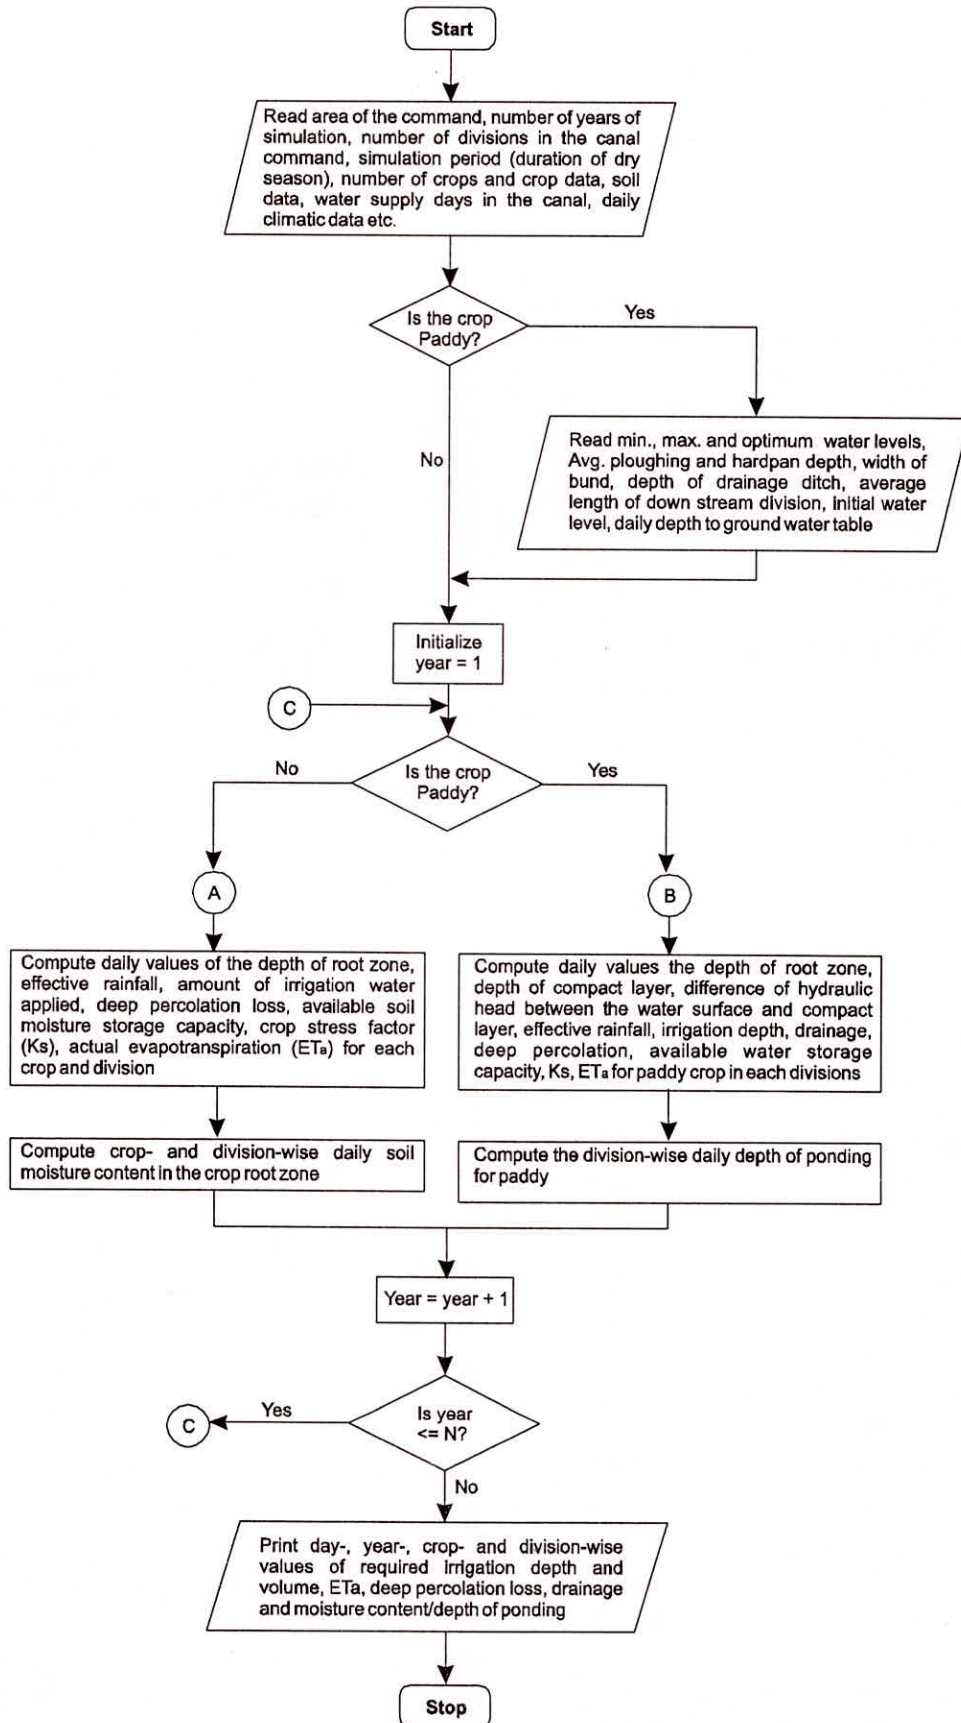 Start
Read area of the command, number of years of
simulation, number of divisions in the canal
command, simulation period (duration of dry
season), number of crops and crop data, soil
data, water supply days in the canal, daily
climatic data etc.
Is the crop
Paddy?
Yes
No
Read min., max. and optimum water levels,
Avg. ploughing and hardpan depth, width of
bund, depth of drainage ditch, average
length of down stream division, initial water
level, daily depth to ground water table
Initialize
year = 1
C
Is the crop
Paddy?
No
Yes
A
B
Compute daily values of the depth of root zone,
effective rainfall, amount of irrigation water
applied, deep percolation loss, available soil
moisture storage capacity, crop stress factor
(Ks), actual evapotranspiration (ETa) for each
crop and division
Compute daily values the depth of root zone,
depth of compact layer, difference of hydraulic
head between the water surface and compact
layer, effective rainfall, irrigation depth, drainage,
deep percolation, available water storage
capacity, Ks, ETa for paddy crop in each divisions
Compute crop- and division-wise daily soil
moisture content in the crop root zone
Compute the division-wise daily depth of ponding
for paddy
Year = year + 1
Is year
<= N?
Yes
C
No
Print day-, year-, crop- and division-wise
values of required irrigation depth and
volume, ETa, deep percolation loss, drainage
and moisture content/depth of ponding
Stop